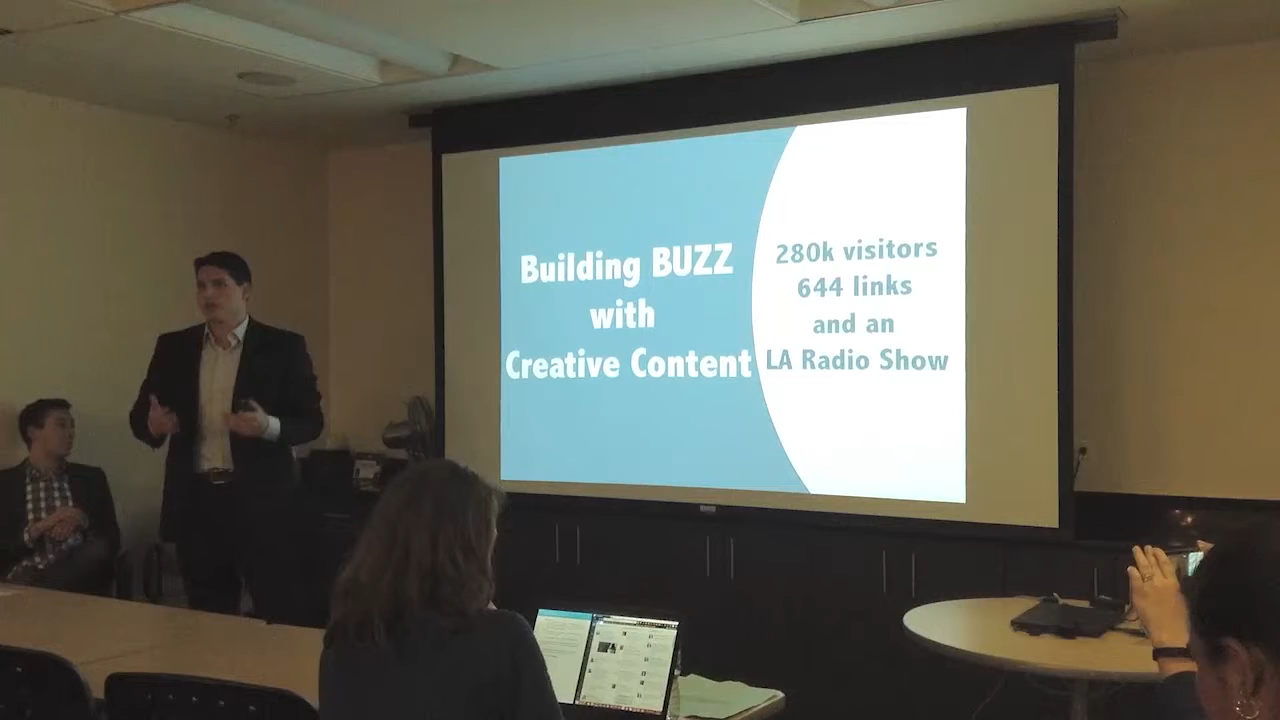 Building BUZZ
with
Creative Content
280k visitors
644 links
and an
LA Radio Show